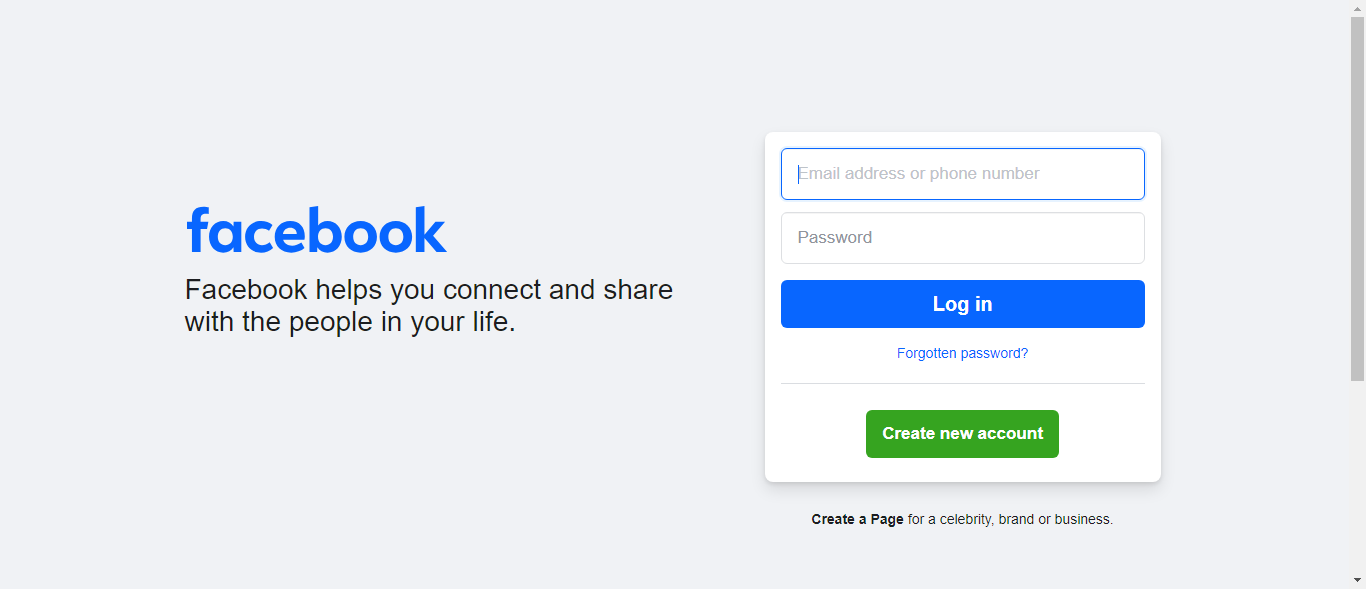 facebook
Facebook helps you connect and share
with the people in your life.
Email address or phone number
Password
Log in
Forgotten password?
Create new account
Create a Page for a celebrity, brand or business.